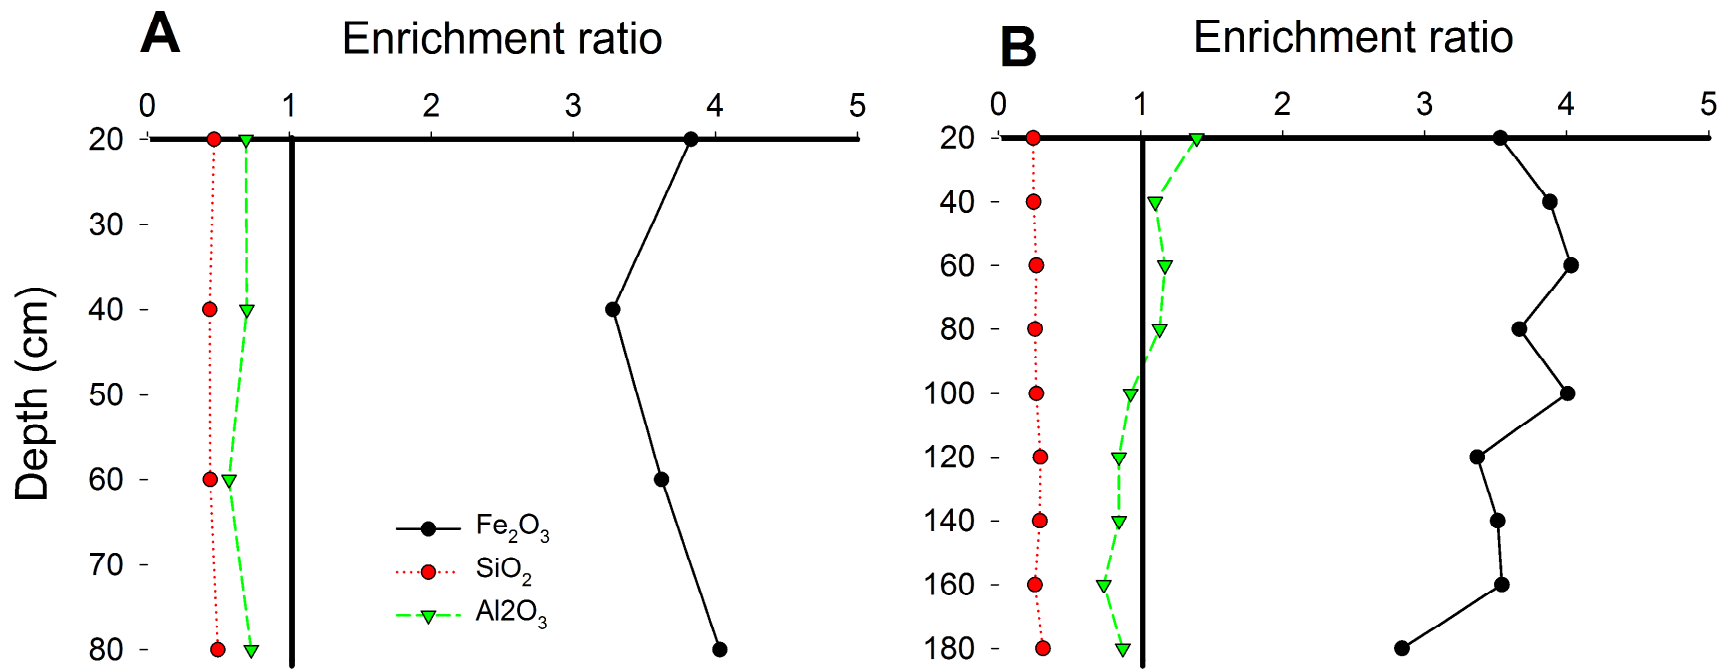 A
Enrichment ratio
0 1 2 3 4 5
20
30
40
50
60
70
80
Depth (cm)
Fe₂O₃
SiO₂
Al2O₃
B
Enrichment ratio
0 1 2 3 4 5
20
40
60
80
100
120
140
160
180